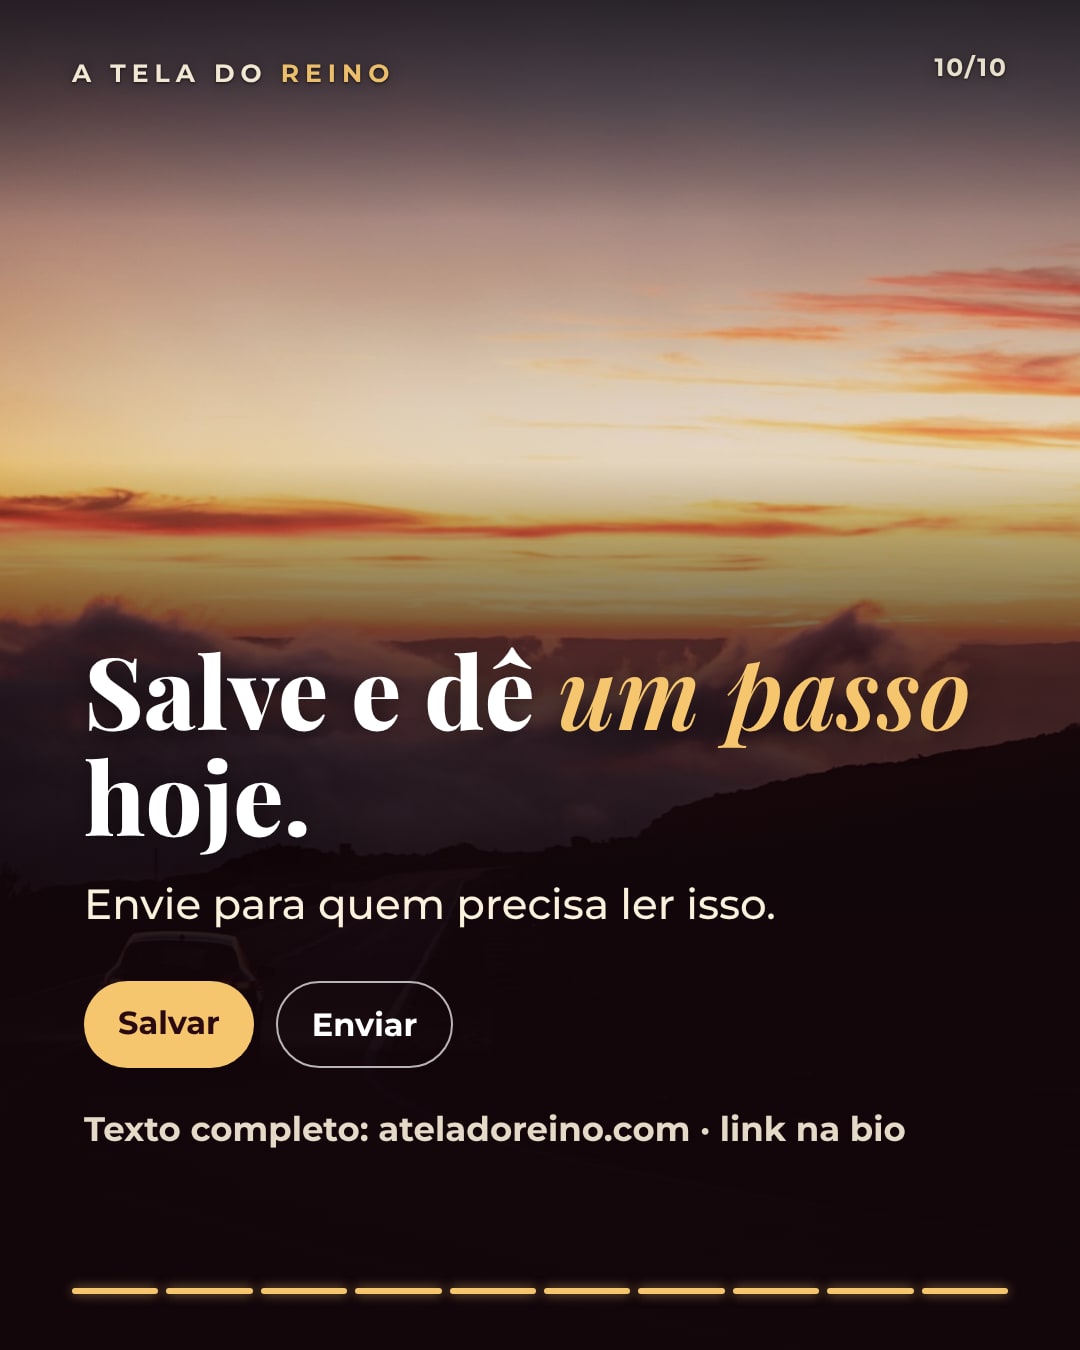 A TELA DO REINO
10/10
Salve e dê um passo
hoje.
Envie para quem precisa ler isso.
Salvar
Enviar
Texto completo: ateladoreino.com · link na bio